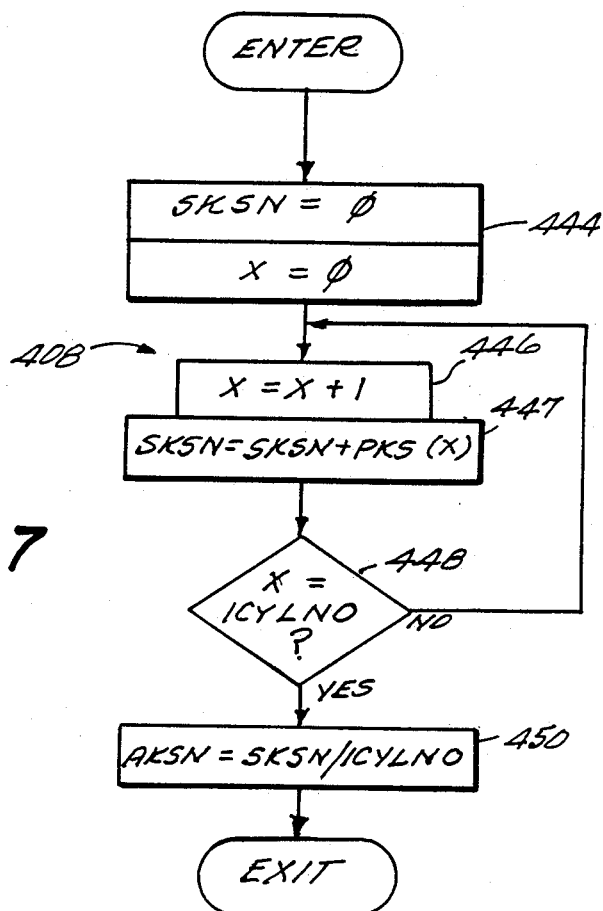 ENTER
SKSN = ∅
444
X = ∅
408
446
X = X + 1
447
SKSN = SKSN + PKS (X)
7
448
X =
ICYLNO
?
NO
YES
450
AKSN = SKSN/ICYLNO
EXIT